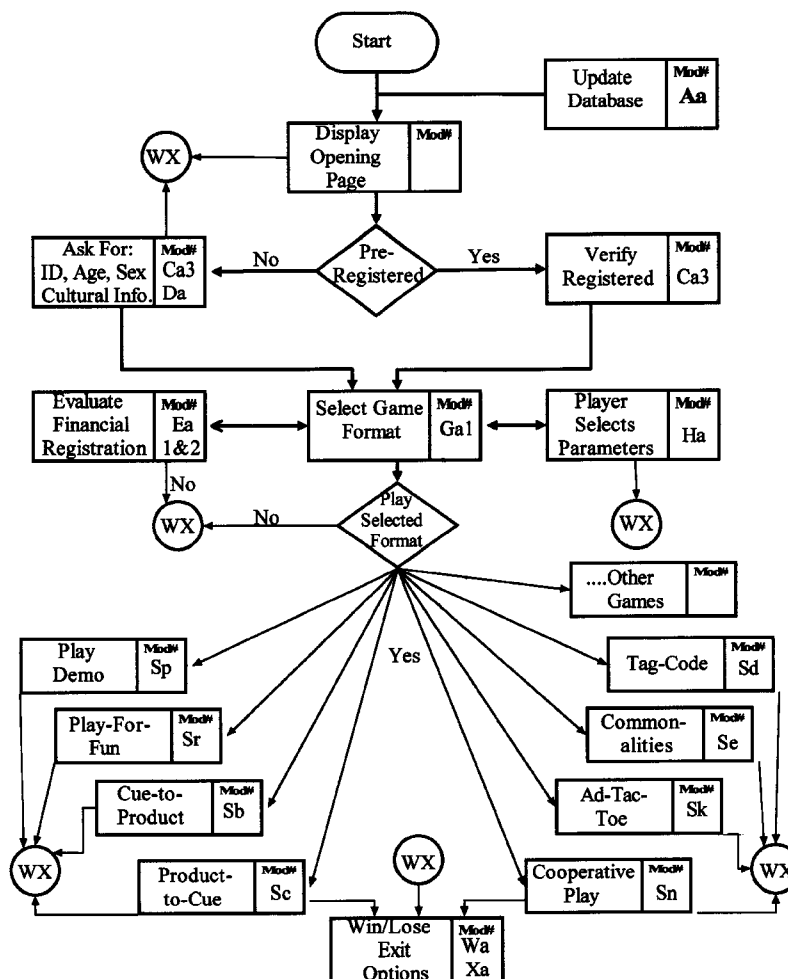 Start
Update
Database
Mod#
Aa
Display
Opening
Page
Mod#
WX
Ask For:
ID, Age, Sex
Cultural Info.
Mod#
Ca3
Da
No
Pre-
Registered
Yes
Verify
Registered
Mod#
Ca3
Evaluate
Financial
Registration
Mod#
Ea
1&2
Select Game
Format
Mod#
Ga1
Player
Selects
Parameters
Mod#
Ha
No
WX
No
Play
Selected
Format
WX
....Other
Games
Mod#
Play
Demo
Mod#
Sp
Yes
Tag-Code
Mod#
Sd
Play-For-
Fun
Mod#
Sr
Common-
alities
Mod#
Se
Cue-to-
Product
Mod#
Sb
Ad-Tac-
Toe
Mod#
Sk
WX
WX
WX
Product-
to-Cue
Mod#
Sc
Cooperative
Play
Mod#
Sn
Win/Lose
Exit
Options
Mod#
Wa
Xa